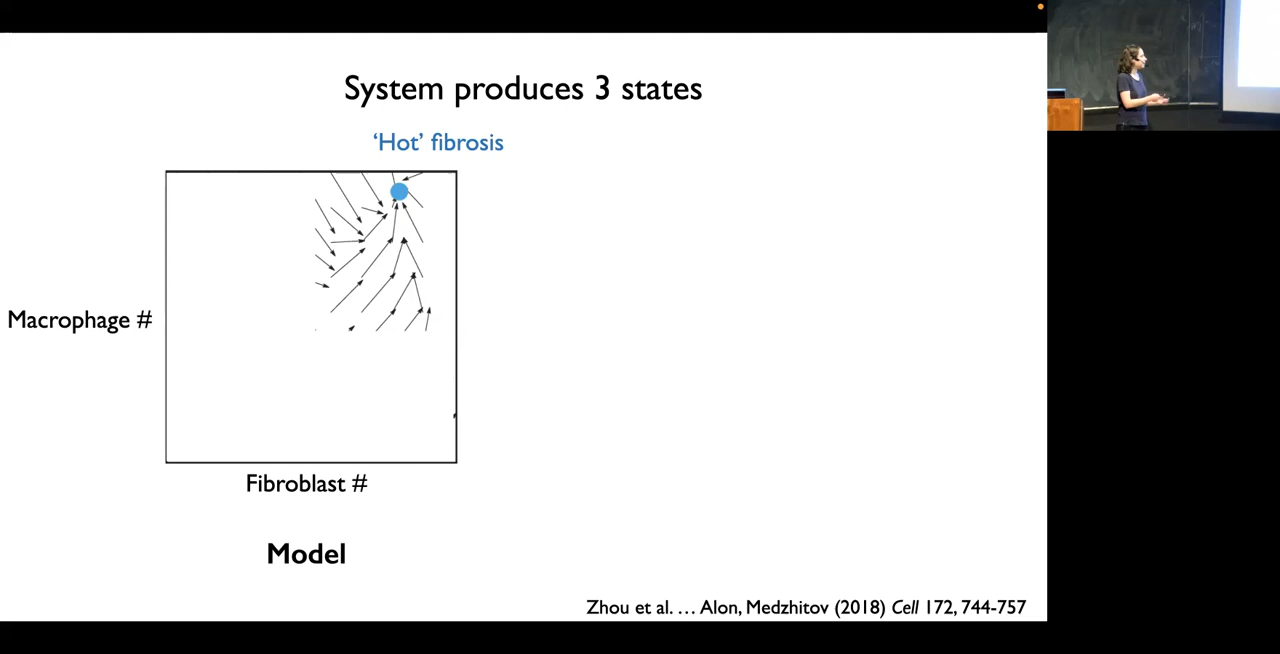 System produces 3 states
‘Hot’ fibrosis
Macrophage #
Fibroblast #
Model
Zhou et al. … Alon, Medzhitov (2018) Cell 172, 744-757